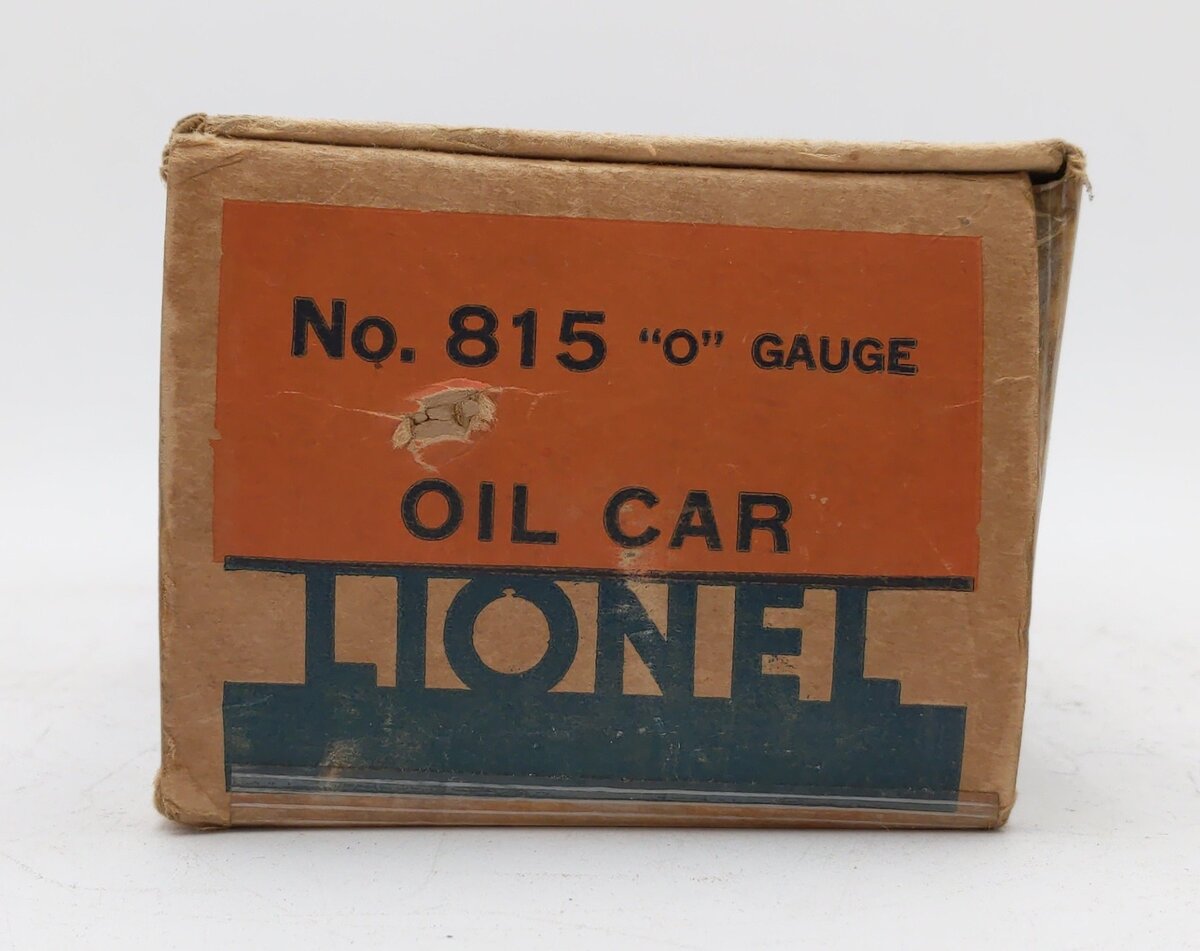 No. 815 “O” GAUGE
OIL CAR
LIONEL